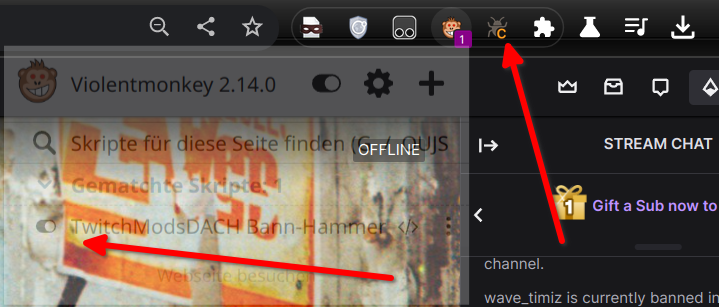 1
Violentmonkey 2.14.0
Skripte für diese Seite finden (G
OUJS
OFFLINE
Gematchte Skripte: 1
TwitchModsDACH Bann-Hammer </>
Webseite besuche
C
STREAM CHAT
1
Gift a Sub now to
channel.
wave_timiz is currently banned in